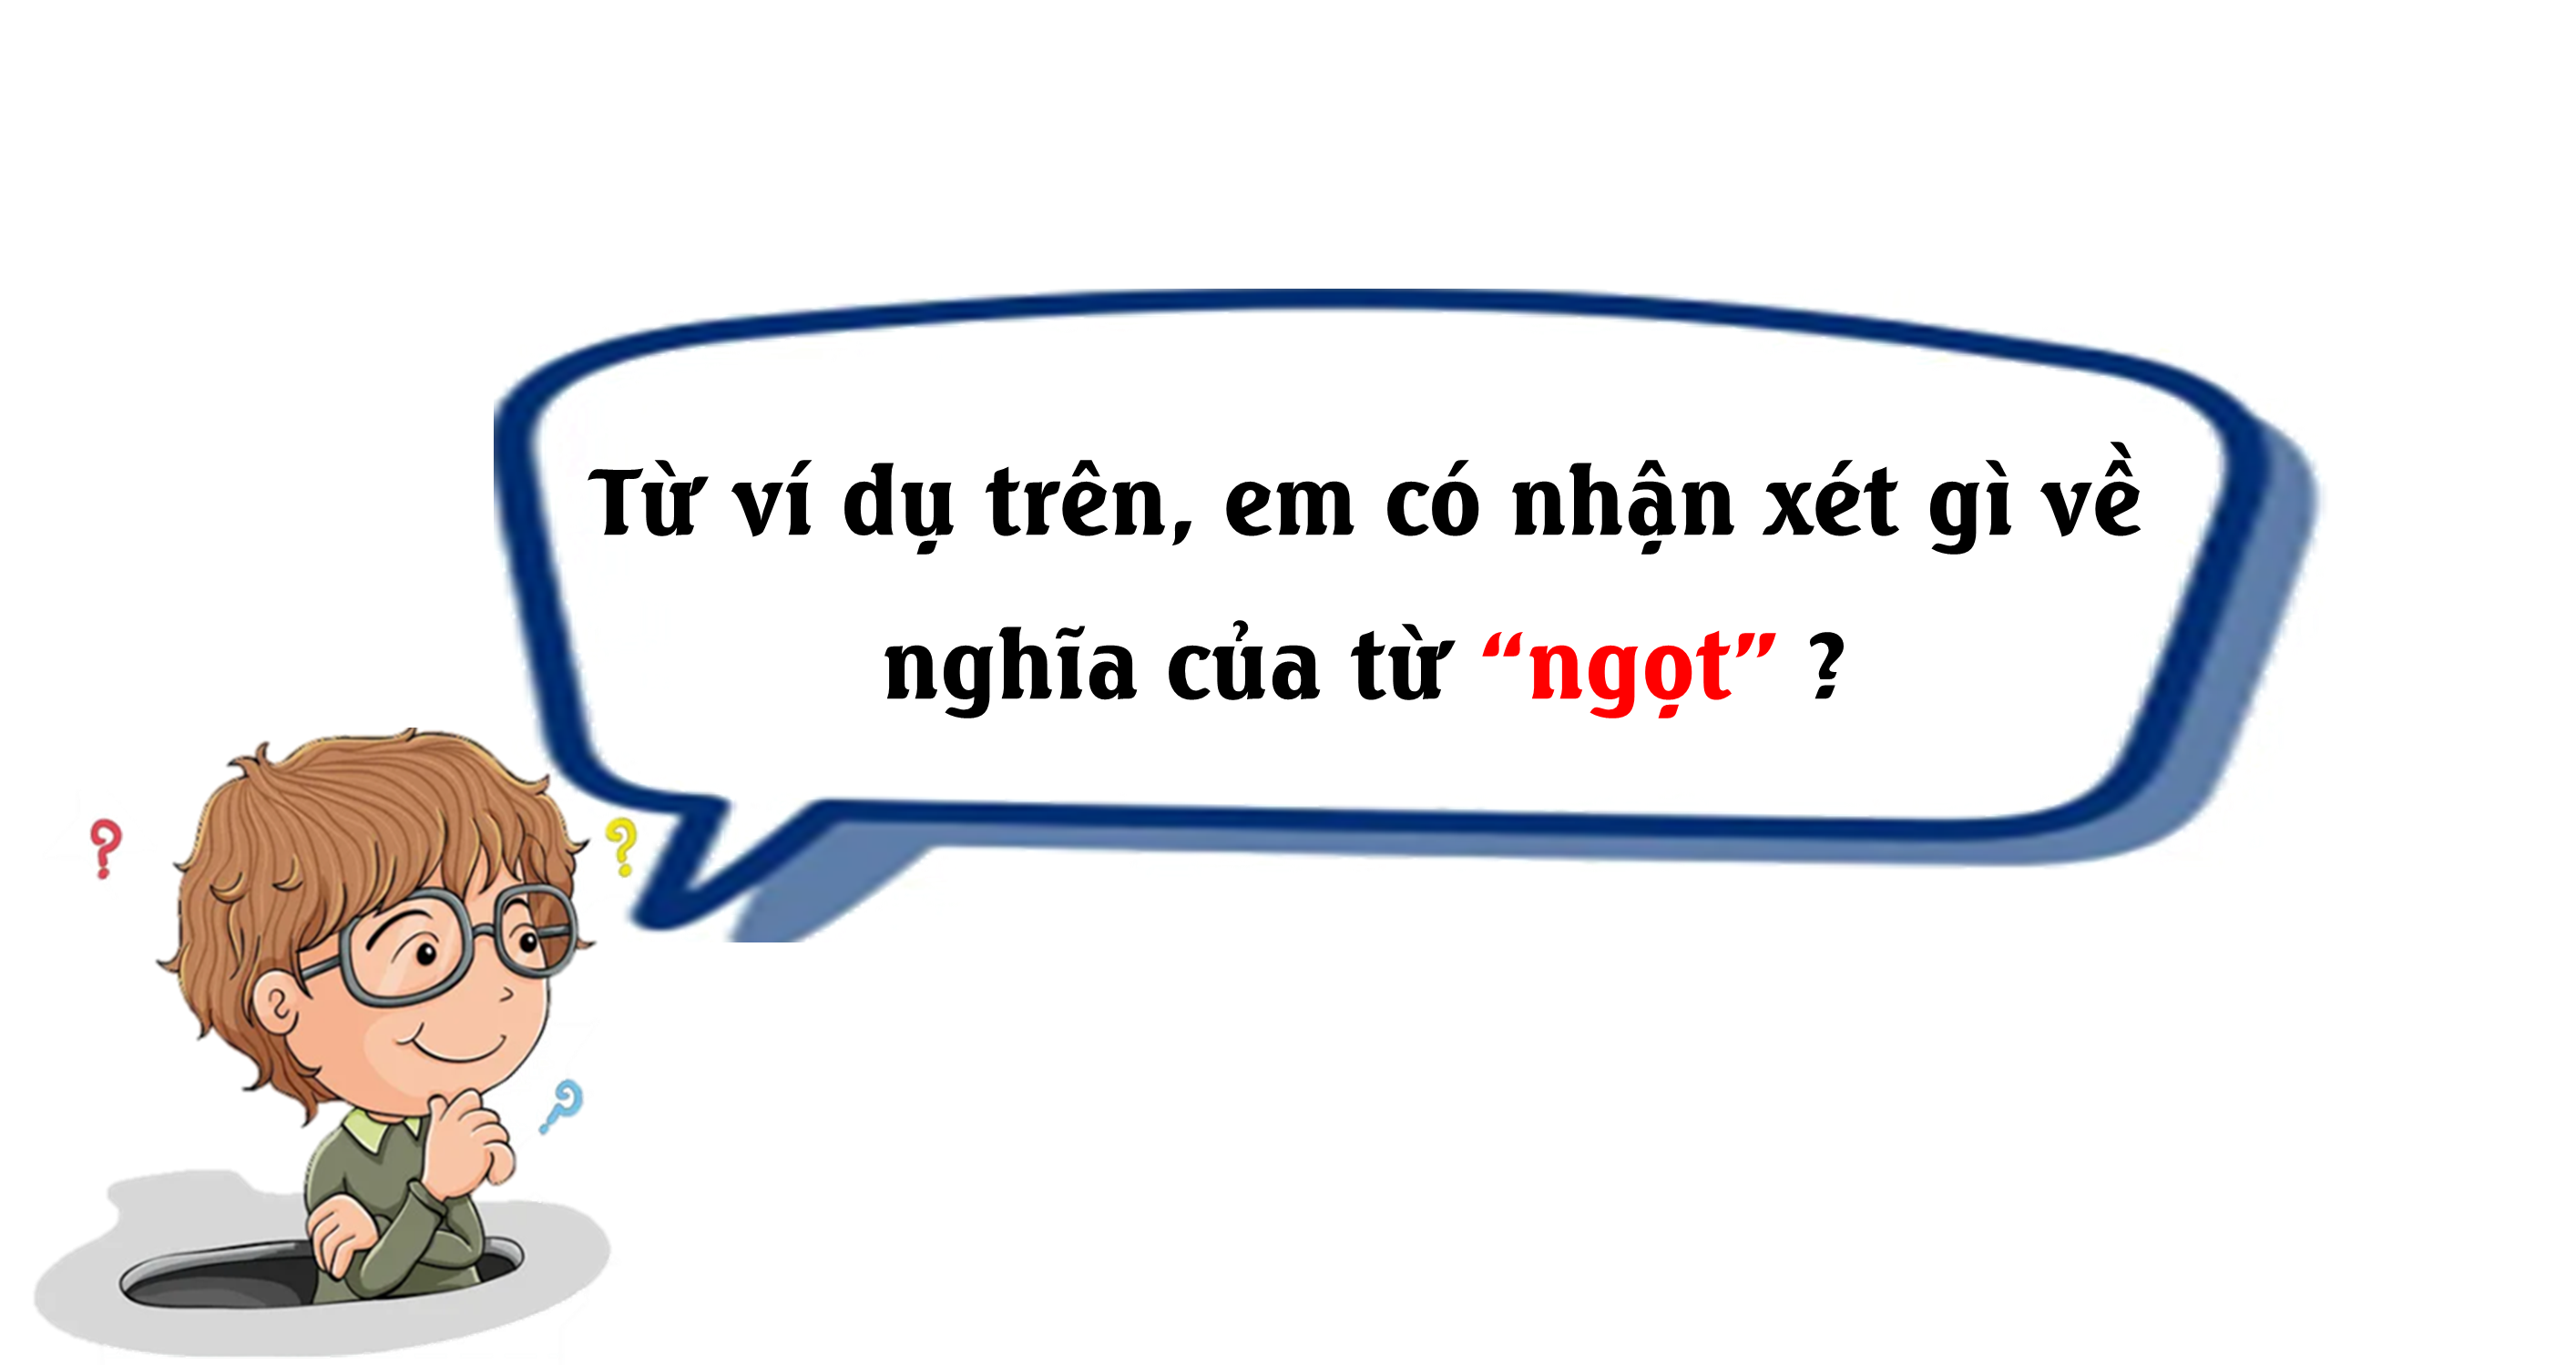 Từ ví dụ trên, em có nhận xét gì về
nghĩa của từ “ngọt” ?